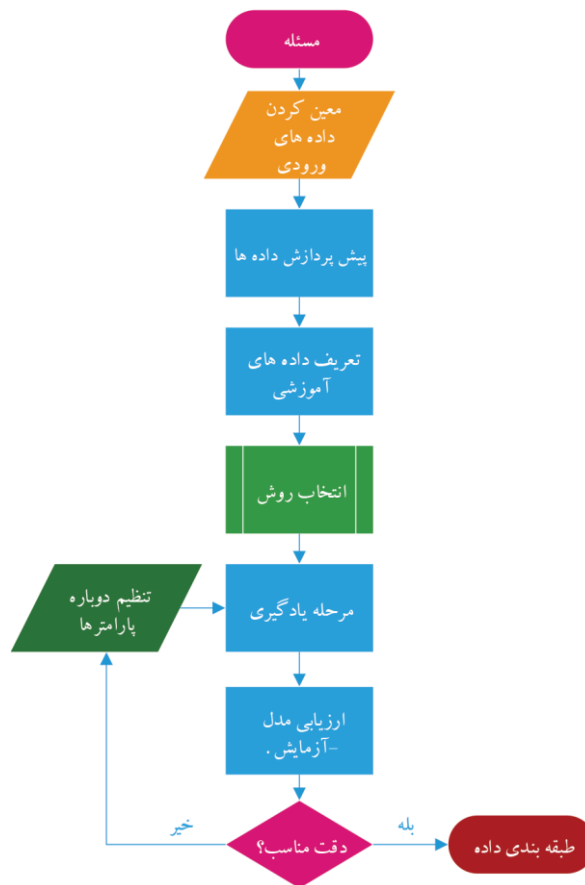 مسئله
معین کردن
داده های
ورودی
پیش پردازش داده ها
تعریف داده های
آموزشی
انتخاب روش
تنظیم دوباره
پارامترها
مرحله یادگیری
ارزیابی مدل
–آزمایش .
خیر
بله
دقت مناسب؟
طبقه بندی داده